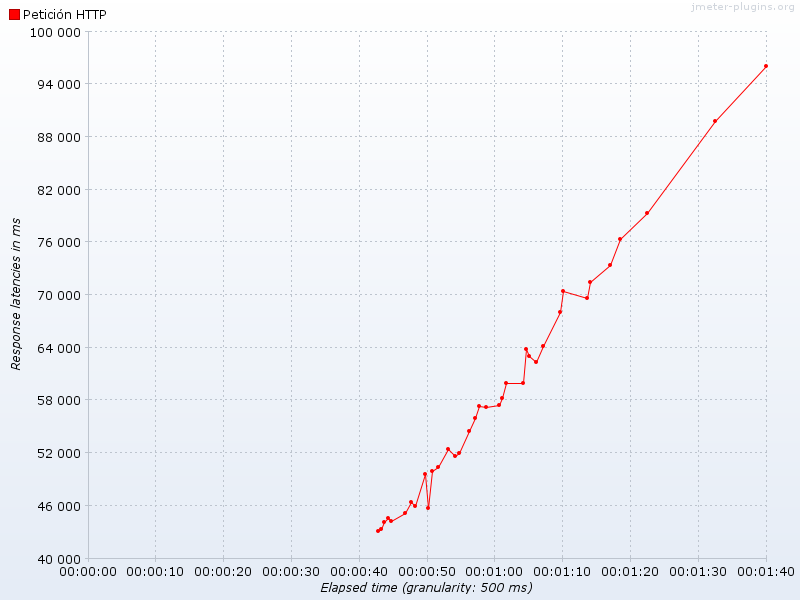 jmeter-plugins.org
Petición HTTP
100 000
94 000
88 000
82 000
76 000
70 000
64 000
58 000
52 000
46 000
40 000
Response latencies in ms
00:00:00 00:00:10 00:00:20 00:00:30 00:00:40 00:00:50 00:01:00 00:01:10 00:01:20 00:01:30 00:01:40
Elapsed time (granularity: 500 ms)